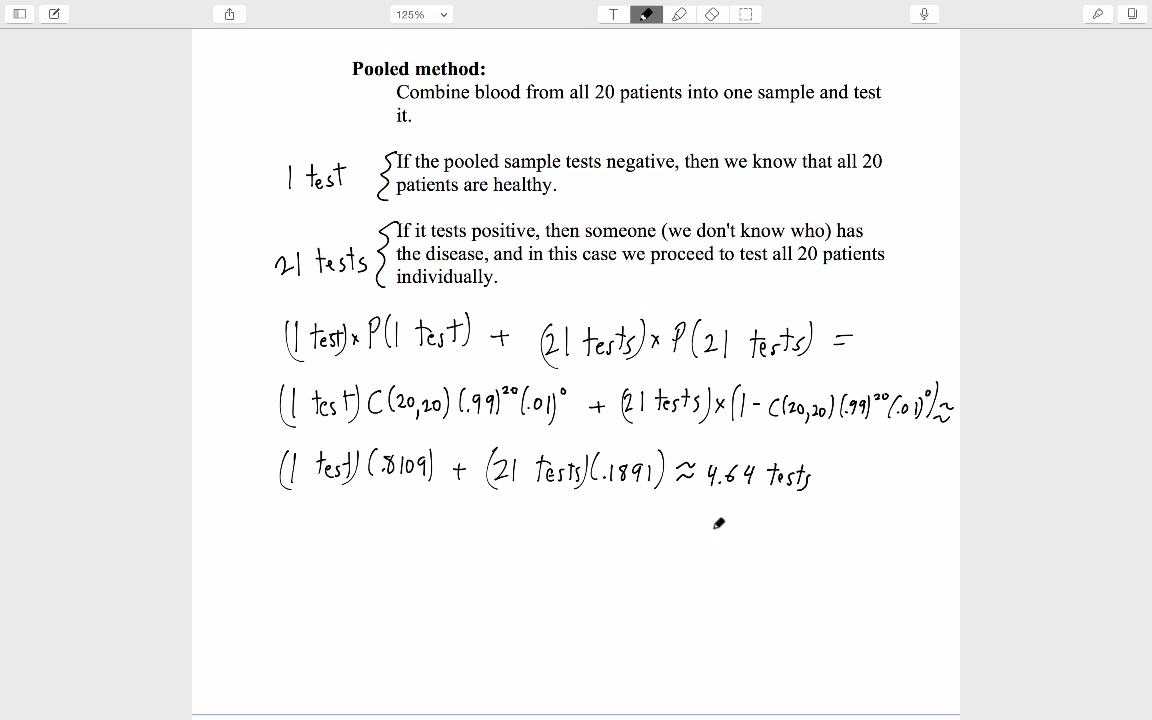 125%
T
Pooled method:
Combine blood from all 20 patients into one sample and test
it.
1 test
If the pooled sample tests negative, then we know that all 20
patients are healthy.
21 tests
If it tests positive, then someone (we don't know who) has
the disease, and in this case we proceed to test all 20 patients
individually.
(1 test)× P(1 test) + (21 tests)× P(21 tests) =
(1 test) C(20,20) (.99)²⁰(.01)⁰ + (21 tests)×(1 - C(20,20)(.99)²⁰(.01)⁰) ≈
(1 test)(.8109) + (21 tests)(.1891) ≈ 4.64 tests